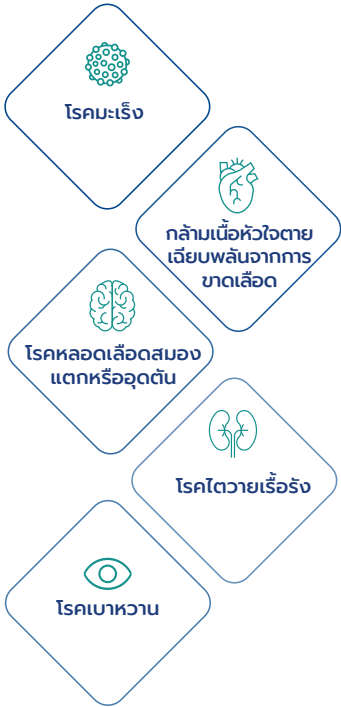 โรคมะเร็ง
กล้ามเนื้อหัวใจตาย
เฉียบพลันจากการ
ขาดเลือด
โรคหลอดเลือดสมอง
แตกหรืออุดตัน
โรคไตวายเรื้อรัง
โรคเบาหวาน